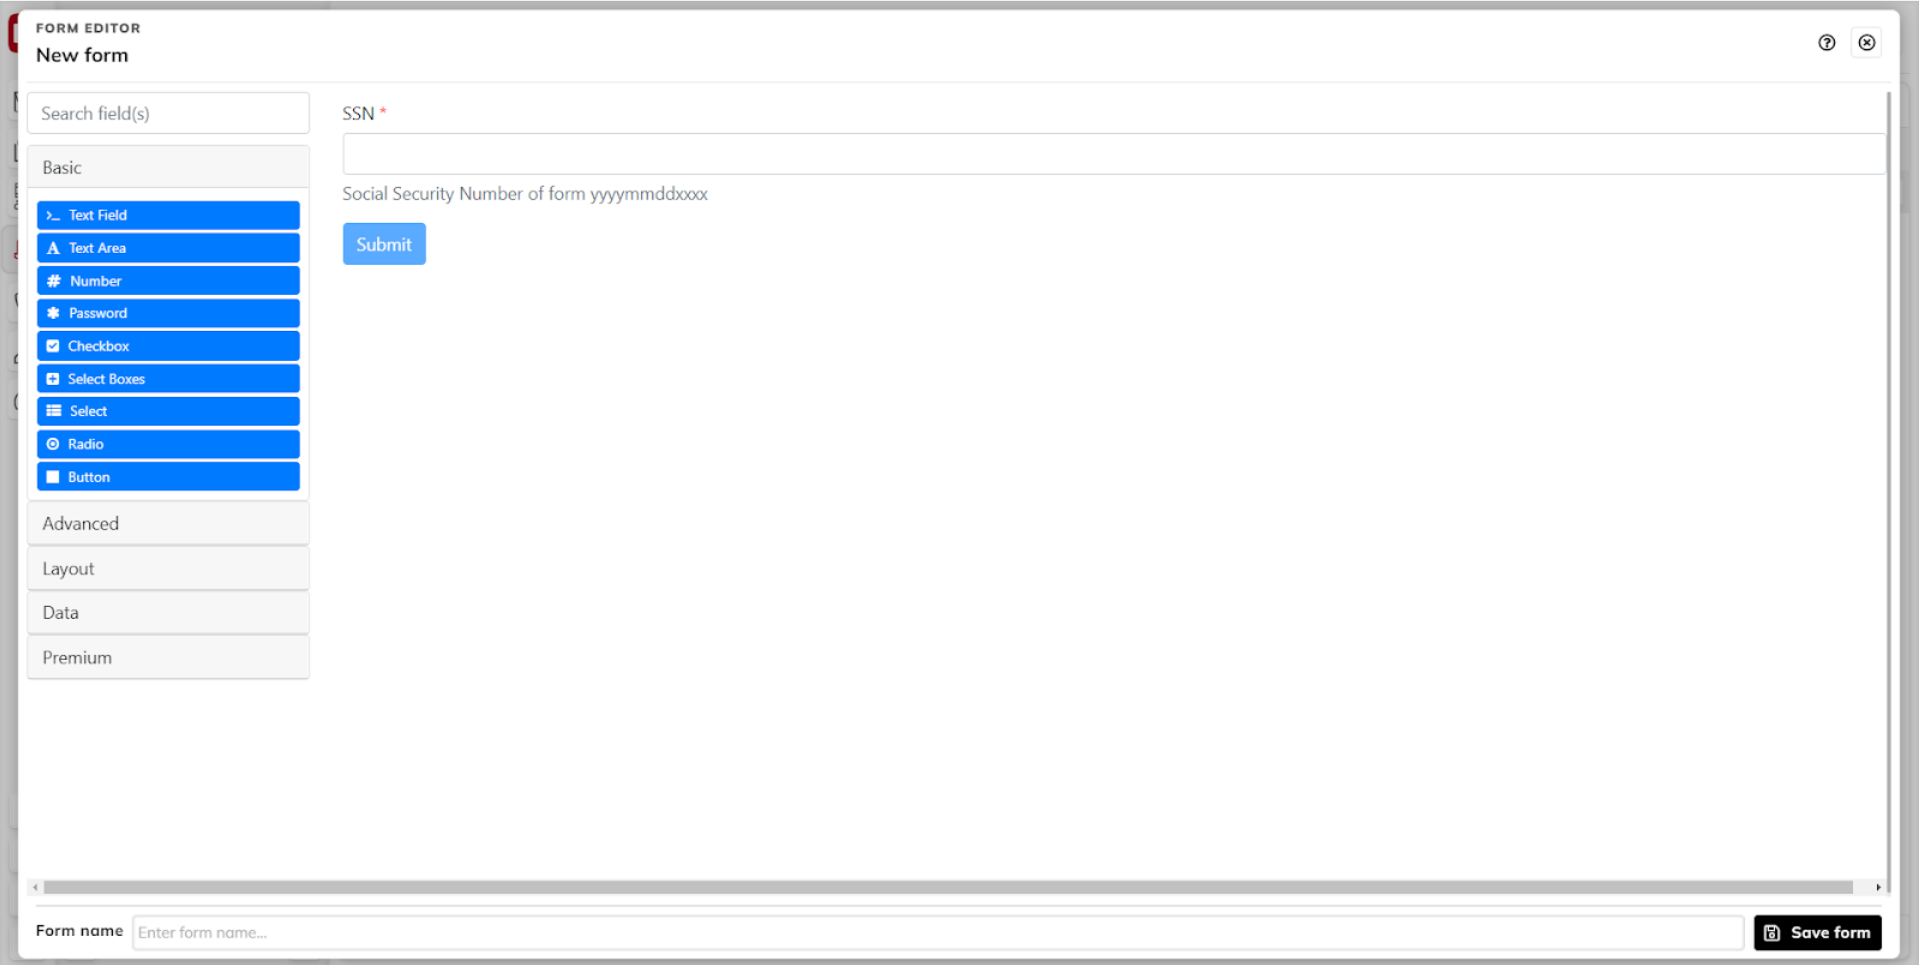 FORM EDITOR
New form
Search field(s)
Basic
Text Field
Text Area
Number
Password
Checkbox
Select Boxes
Select
Radio
Button
Advanced
Layout
Data
Premium
SSN *
Social Security Number of form yyyymmddxxxx
Submit
Form name
Enter form name...
Save form